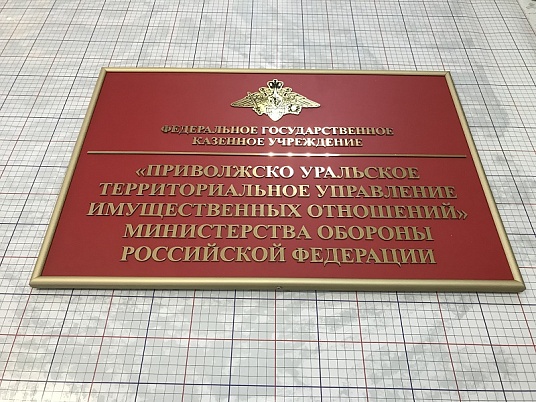 ФЕДЕРАЛЬНОЕ ГОСУДАРСТВЕННОЕ
КАЗЕННОЕ УЧРЕЖДЕНИЕ
«ПРИВОЛЖСКО УРАЛЬСКОЕ
ТЕРРИТОРИАЛЬНОЕ УПРАВЛЕНИЕ
ИМУЩЕСТВЕННЫХ ОТНОШЕНИЙ»
МИНИСТЕРСТВА ОБОРОНЫ
РОССИЙСКОЙ ФЕДЕРАЦИИ